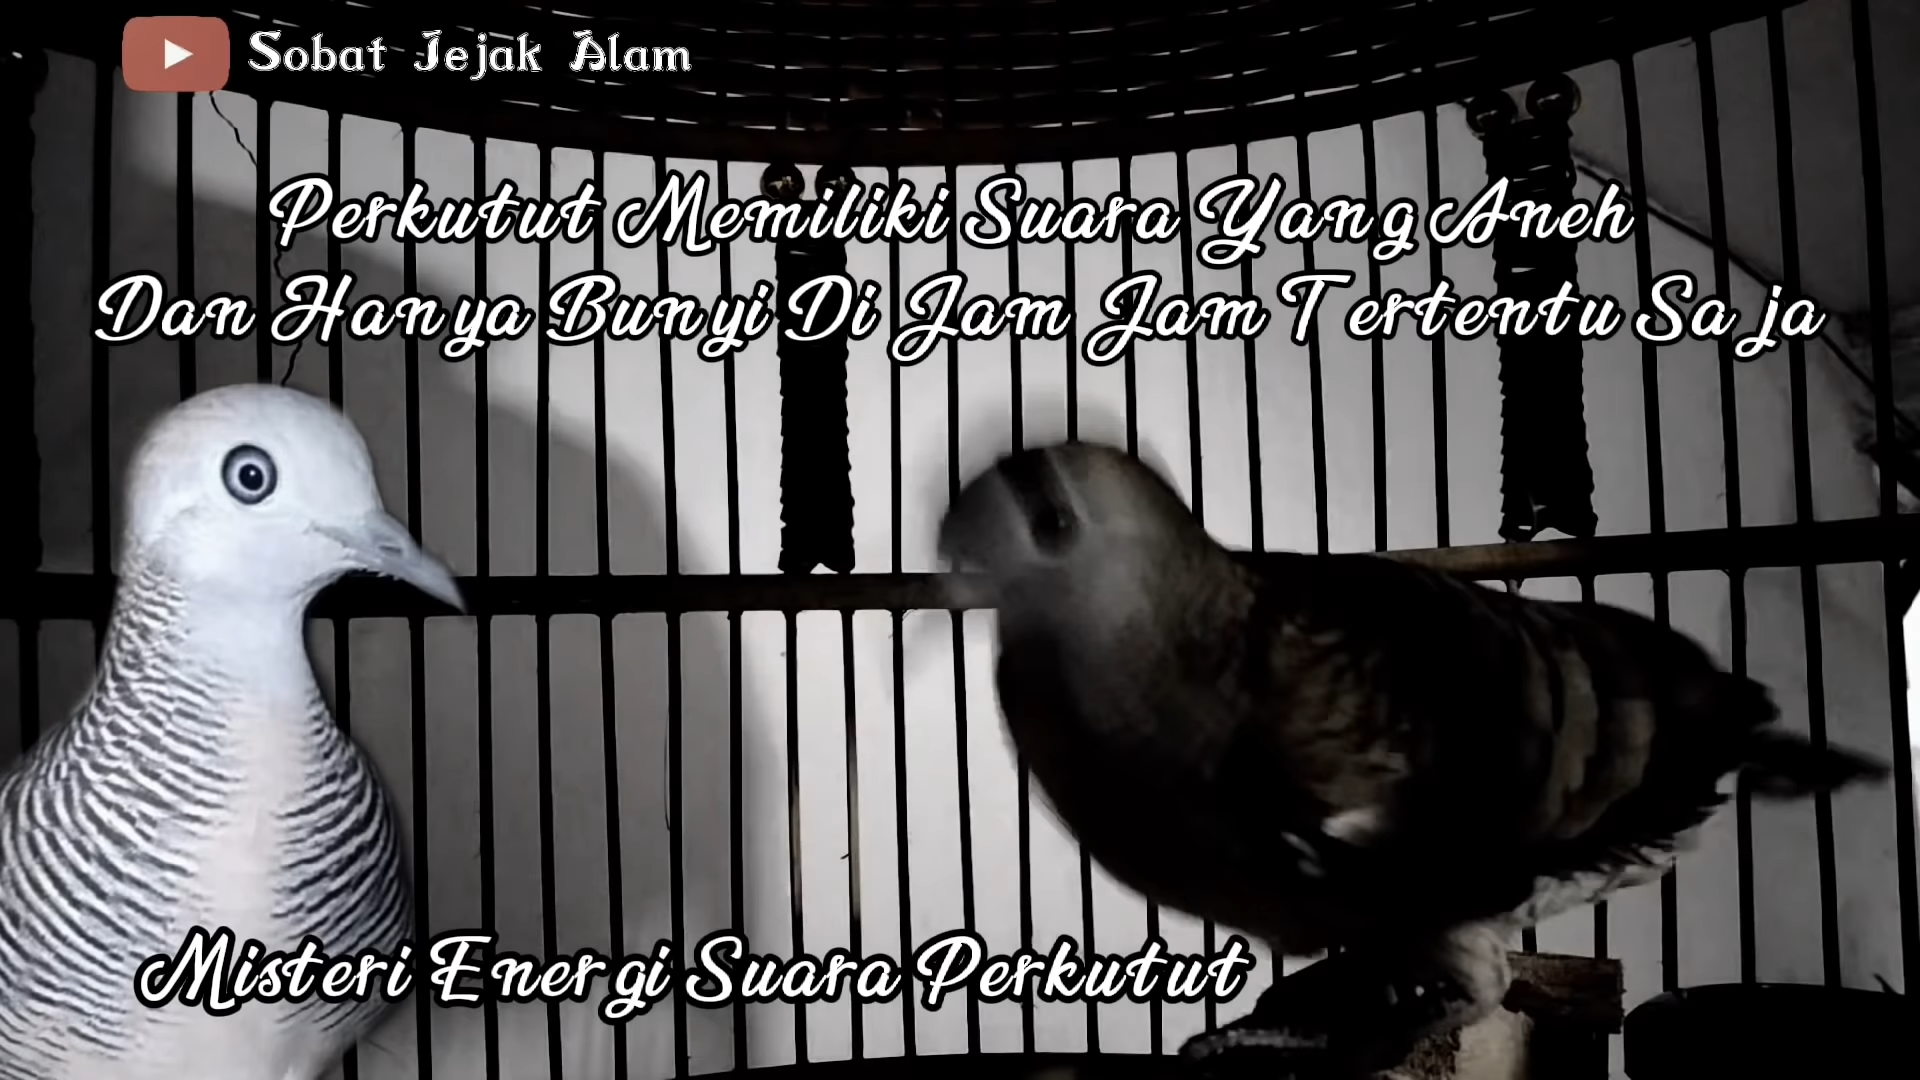 Sobat Jejak Alam
Perkutut Memiliki Suara Yang Aneh
Dan Hanya Bunyi Di Jam Jam Tertentu Saja
Misteri Energi Suara Perkutut